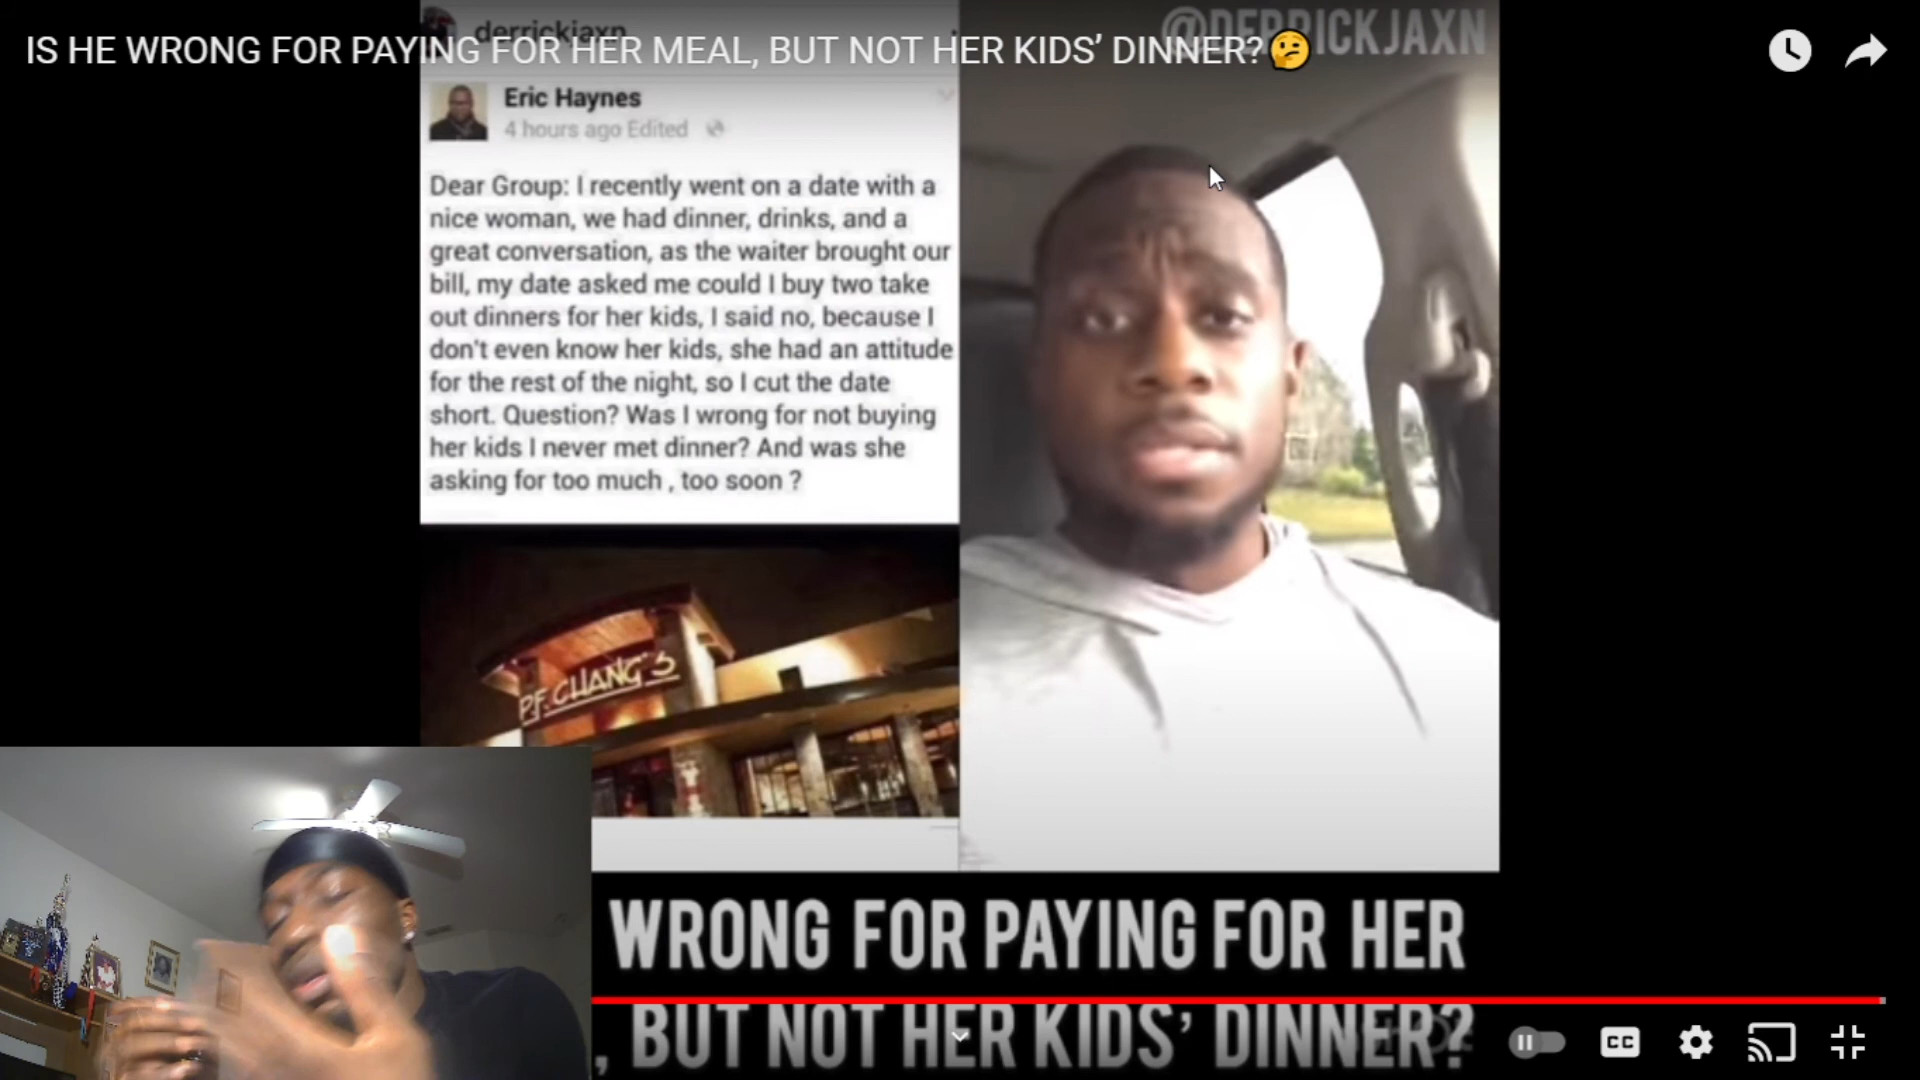 IS HE WRONG FOR PAYING FOR HER MEAL, BUT NOT HER KIDS’ DINNER?🤔
derrickjaxn
@DERRICKJAXN
Eric Haynes
4 hours ago Edited
Dear Group: I recently went on a date with a
nice woman, we had dinner, drinks, and a
great conversation, as the waiter brought our
bill, my date asked me could I buy two take
out dinners for her kids, I said no, because I
don't even know her kids, she had an attitude
for the rest of the night, so I cut the date
short. Question? Was I wrong for not buying
her kids I never met dinner? And was she
asking for too much , too soon ?
P.F. CHANG'S
WRONG FOR PAYING FOR HER
, BUT NOT HER KIDS’ DINNER?
CC